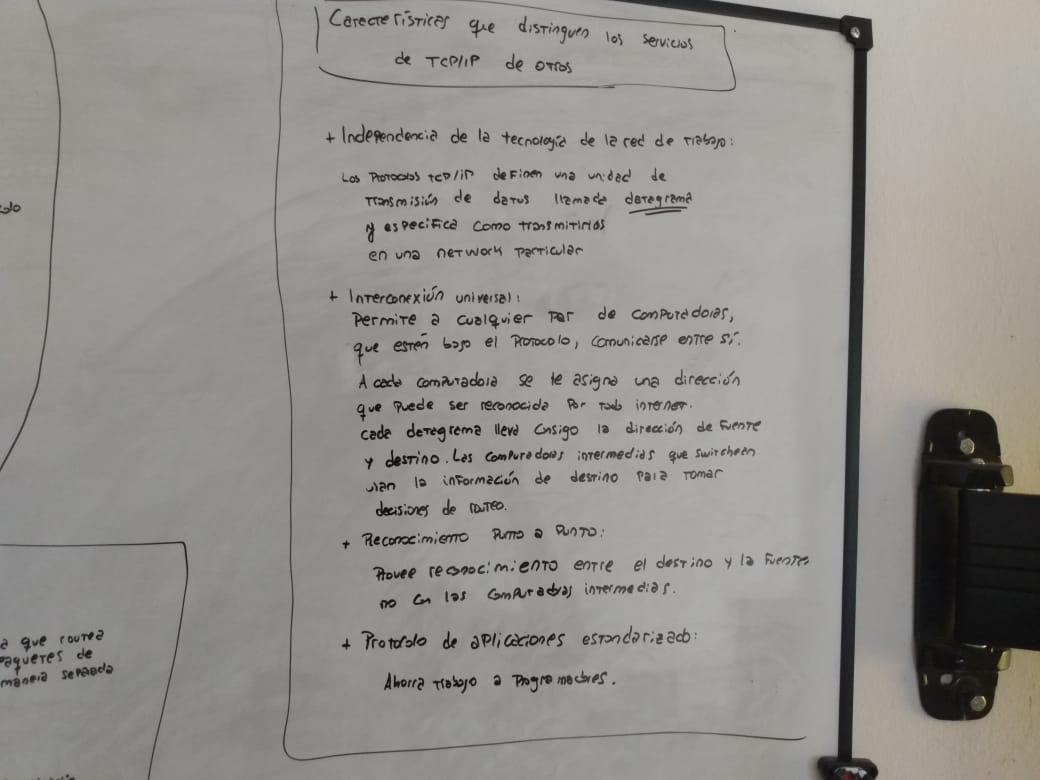 Características que distinguen los servicios
de TCP/IP de otros
+ Independencia de la tecnología de la red de trabajo:
Los Protocolos TCP/IP definen una unidad de
transmisión de datos llamada datagrama
y especifica como transmitirlos
en una network particular
+ Interconexión universal:
Permite a cualquier par de computadoras,
que estén bajo el protocolo, comunicarse entre sí.
A cada computadora se le asigna una dirección
que puede ser reconocida por todo internet.
cada datagrama lleva consigo la dirección de fuente
y destino. Las computadoras intermedias que switcheen
usan la información de destino para tomar
decisiones de routeo.
+ Reconocimiento punto a punto:
Provee reconocimiento entre el destino y la fuente
no con las computadoras intermedias.
+ Protocolo de aplicaciones estandarizado:
Ahorra trabajo a programadores.
a que routea
paquetes de
manera separada